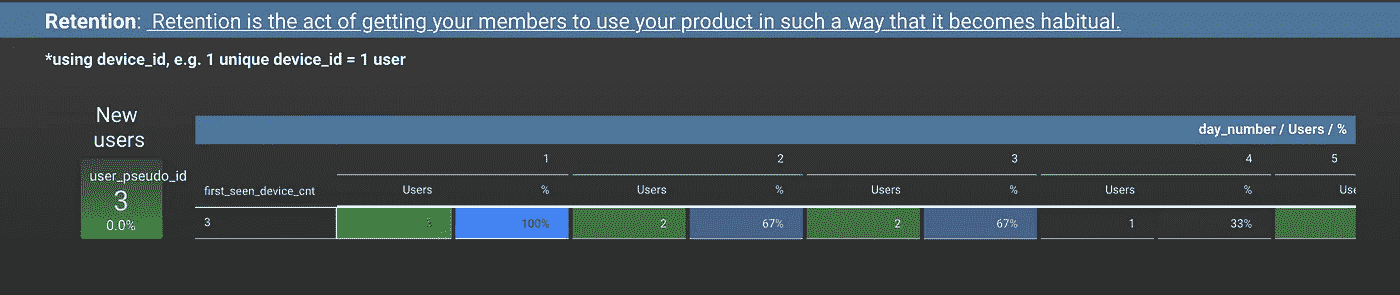 Retention: Retention is the act of getting your members to use your product in such a way that it becomes habitual.
*using device_id, e.g. 1 unique device_id = 1 user
New
users
user_pseudo_id
3
0.0%
day_number / Users / %
1 2 3 4 5
first_seen_device_cnt Users % Users % Users % Users % Use
3 3 100% 2 67% 2 67% 1 33%